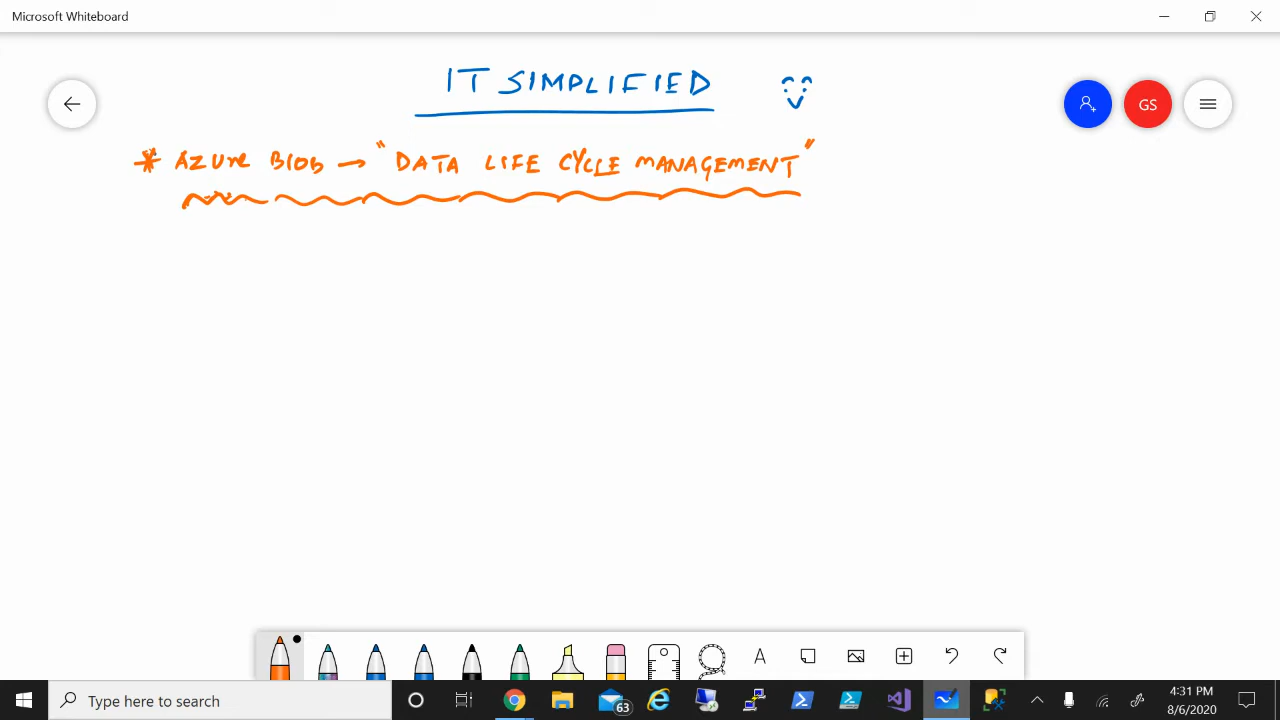 Microsoft Whiteboard
IT SIMPLIFIED
GS
* AZURE BLOB → "DATA LIFE CYCLE MANAGEMENT"
A
Type here to search
63
4:31 PM
8/6/2020